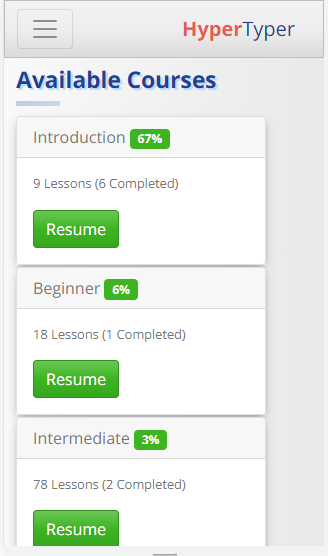 HyperTyper
Available Courses
Introduction 67%
9 Lessons (6 Completed)
Resume
Beginner 6%
18 Lessons (1 Completed)
Resume
Intermediate 3%
78 Lessons (2 Completed)
Resume